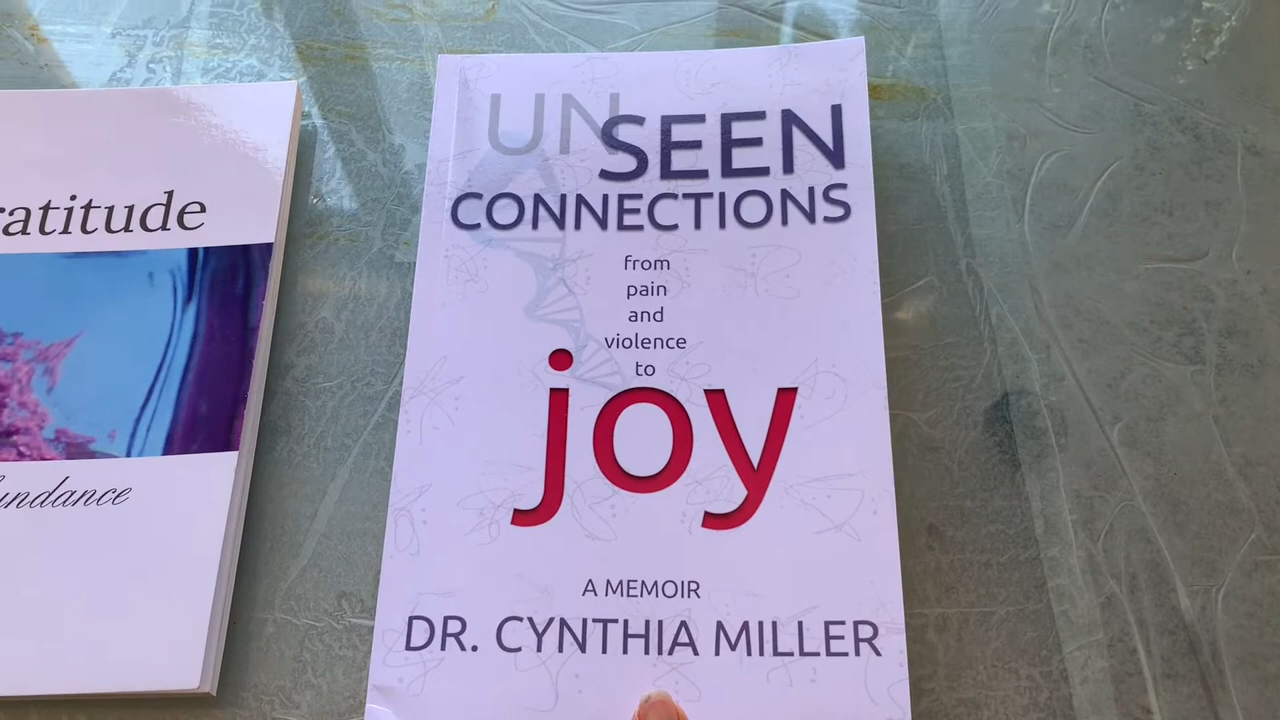 ratitude
undance
UNSEEN
CONNECTIONS
from
pain
and
violence
to
joy
A MEMOIR
DR. CYNTHIA MILLER